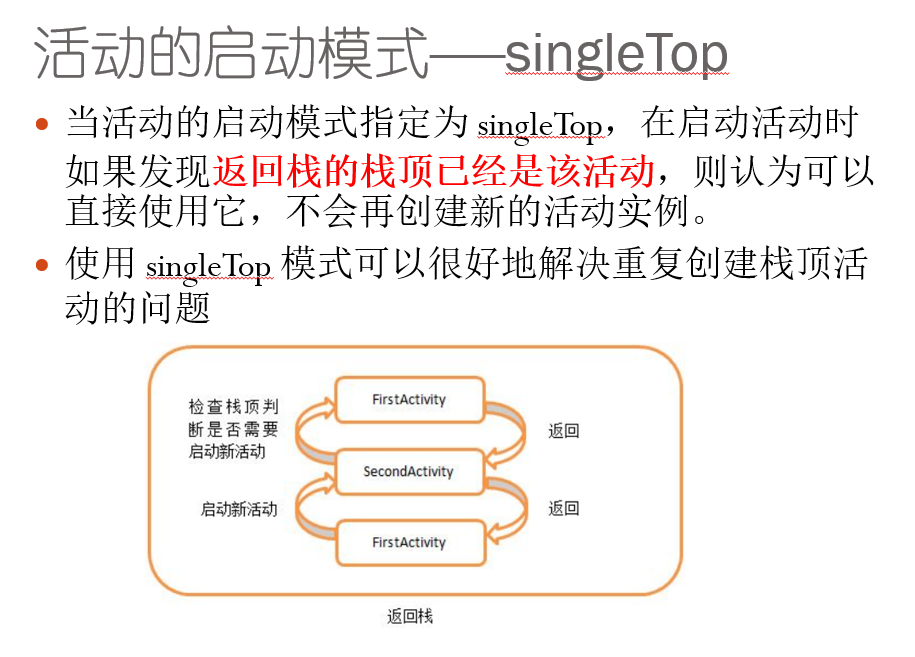 活动的启动模式——singleTop
• 当活动的启动模式指定为 singleTop，在启动活动时
如果发现返回栈的栈顶已经是该活动，则认为可以
直接使用它，不会再创建新的活动实例。
• 使用 singleTop 模式可以很好地解决重复创建栈顶活
动的问题
检查栈顶判
断是否需要
启动新活动
FirstActivity
返回
SecondActivity
启动新活动
返回
FirstActivity
返回栈